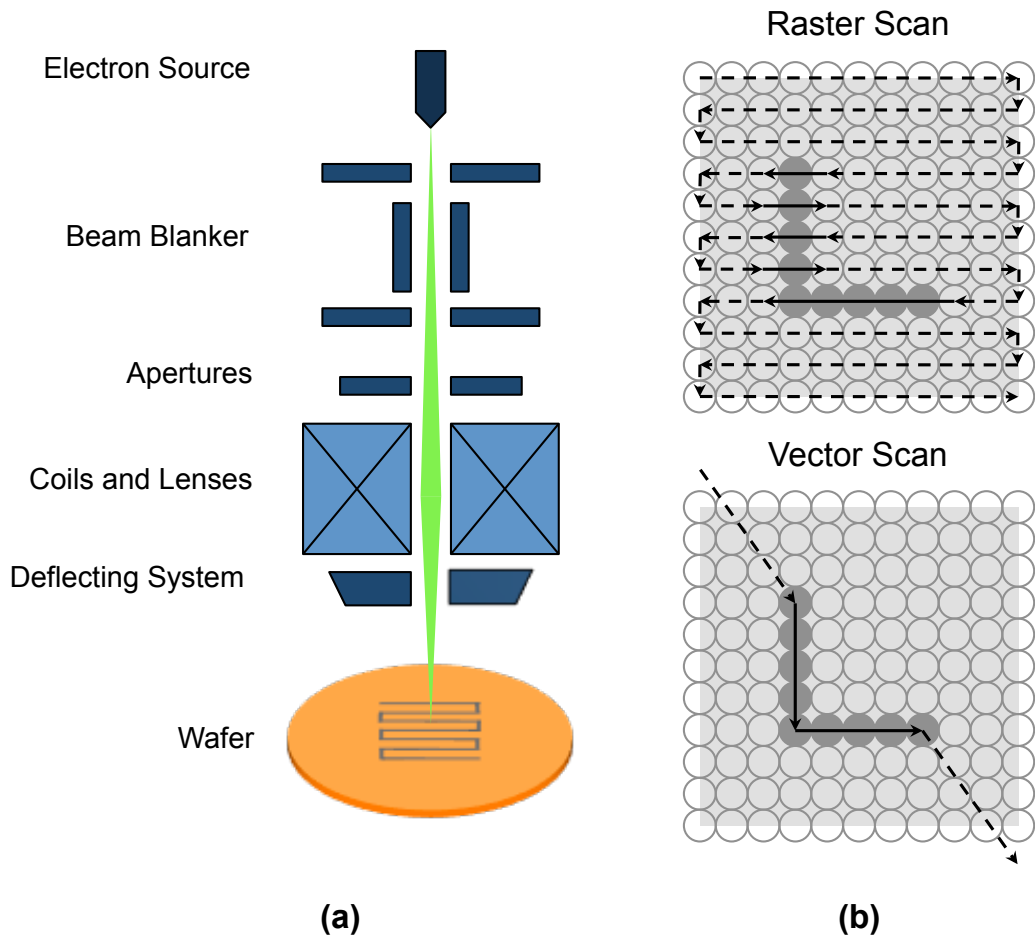 Electron Source
Beam Blanker
Apertures
Coils and Lenses
Deflecting System
Wafer
(a)
Raster Scan
Vector Scan
(b)